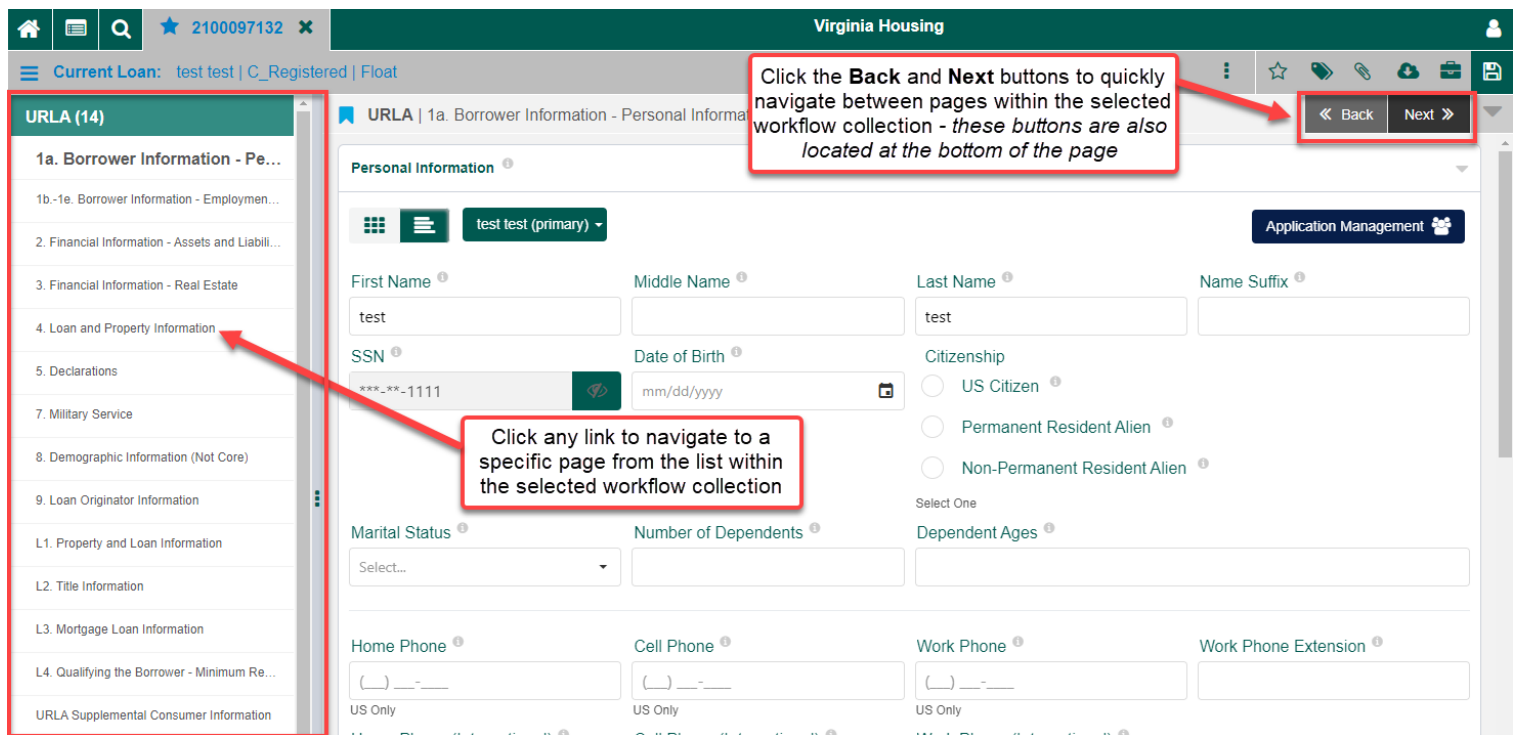 2100097132
Virginia Housing
Current Loan: test test | C_Registered | Float
Click the Back and Next buttons to quickly
navigate between pages within the selected
workflow collection - these buttons are also
located at the bottom of the page
URLA (14)
URLA | 1a. Borrower Information - Personal Informa
Back
Next
1a. Borrower Information - Pe...
1b.-1e. Borrower Information - Employmen...
2. Financial Information - Assets and Liabili...
3. Financial Information - Real Estate
4. Loan and Property Information
5. Declarations
7. Military Service
8. Demographic Information (Not Core)
9. Loan Originator Information
L1. Property and Loan Information
L2. Title Information
L3. Mortgage Loan Information
L4. Qualifying the Borrower - Minimum Re...
URLA Supplemental Consumer Information
Personal Information
test test (primary)
Application Management
First Name
Middle Name
Last Name
Name Suffix
test
test
SSN
Date of Birth
Citizenship
***-**-1111
mm/dd/yyyy
US Citizen
Permanent Resident Alien
Non-Permanent Resident Alien
Select One
Click any link to navigate to a
specific page from the list within
the selected workflow collection
Marital Status
Number of Dependents
Dependent Ages
Select...
Home Phone
Cell Phone
Work Phone
Work Phone Extension
(__) __-____
(__) __-____
(__) __-____
US Only
US Only
US Only